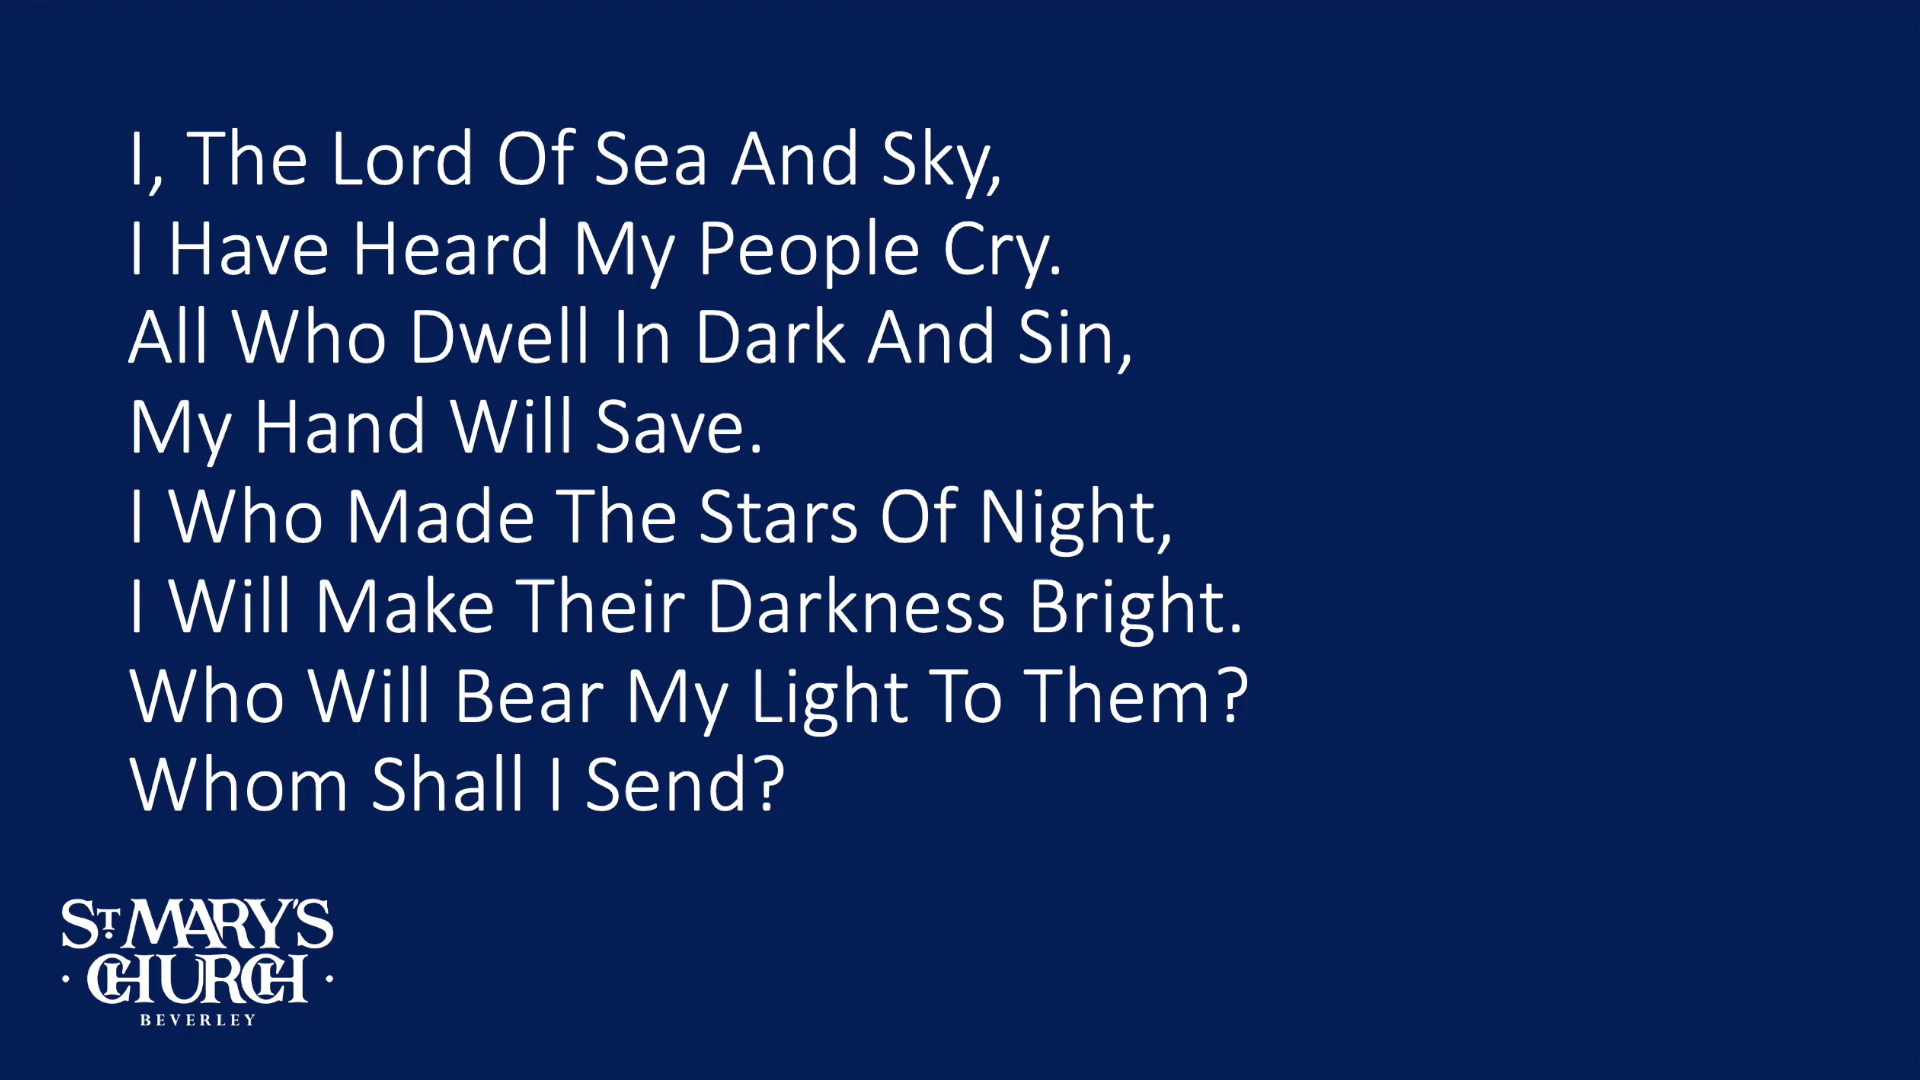 I, The Lord Of Sea And Sky,
I Have Heard My People Cry.
All Who Dwell In Dark And Sin,
My Hand Will Save.
I Who Made The Stars Of Night,
I Will Make Their Darkness Bright.
Who Will Bear My Light To Them?
Whom Shall I Send?
ST. MARY'S
· CHURCH ·
BEVERLEY